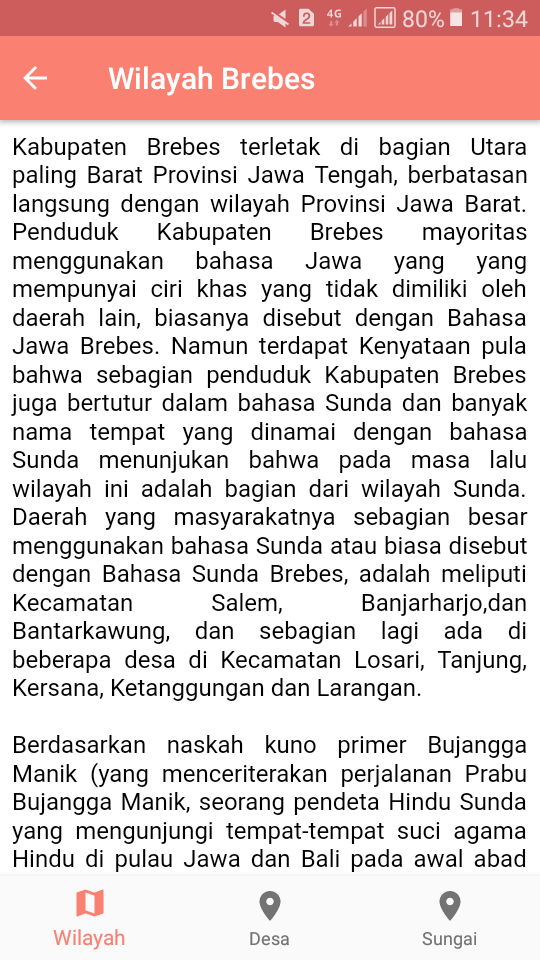 2 4G 80% 11:34
Wilayah Brebes
Kabupaten Brebes terletak di bagian Utara
paling Barat Provinsi Jawa Tengah, berbatasan
langsung dengan wilayah Provinsi Jawa Barat.
Penduduk Kabupaten Brebes mayoritas
menggunakan bahasa Jawa yang yang
mempunyai ciri khas yang tidak dimiliki oleh
daerah lain, biasanya disebut dengan Bahasa
Jawa Brebes. Namun terdapat Kenyataan pula
bahwa sebagian penduduk Kabupaten Brebes
juga bertutur dalam bahasa Sunda dan banyak
nama tempat yang dinamai dengan bahasa
Sunda menunjukan bahwa pada masa lalu
wilayah ini adalah bagian dari wilayah Sunda.
Daerah yang masyarakatnya sebagian besar
menggunakan bahasa Sunda atau biasa disebut
dengan Bahasa Sunda Brebes, adalah meliputi
Kecamatan Salem, Banjarharjo,dan
Bantarkawung, dan sebagian lagi ada di
beberapa desa di Kecamatan Losari, Tanjung,
Kersana, Ketanggungan dan Larangan.
Berdasarkan naskah kuno primer Bujangga
Manik (yang menceriterakan perjalanan Prabu
Bujangga Manik, seorang pendeta Hindu Sunda
yang mengunjungi tempat-tempat suci agama
Hindu di pulau Jawa dan Bali pada awal abad
Wilayah Desa Sungai